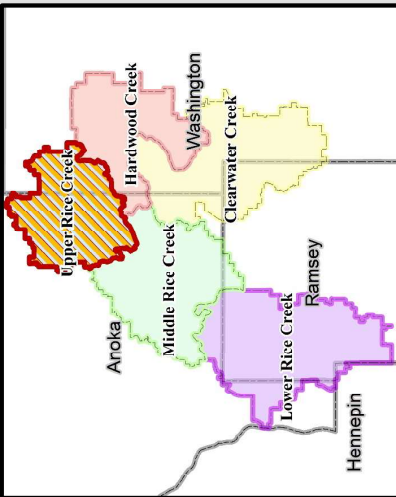 Upper Rice Creek
Hardwood Creek
Washington
Clearwater Creek
Anoka
Middle Rice Creek
Lower Rice Creek
Ramsey
Hennepin